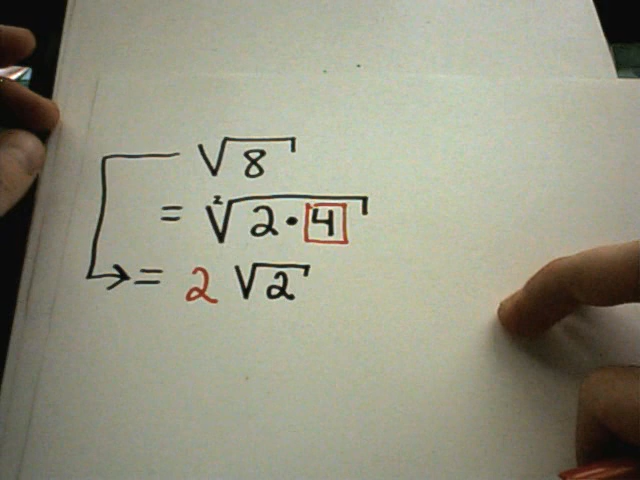 √8
= ²√2·4
= 2√2